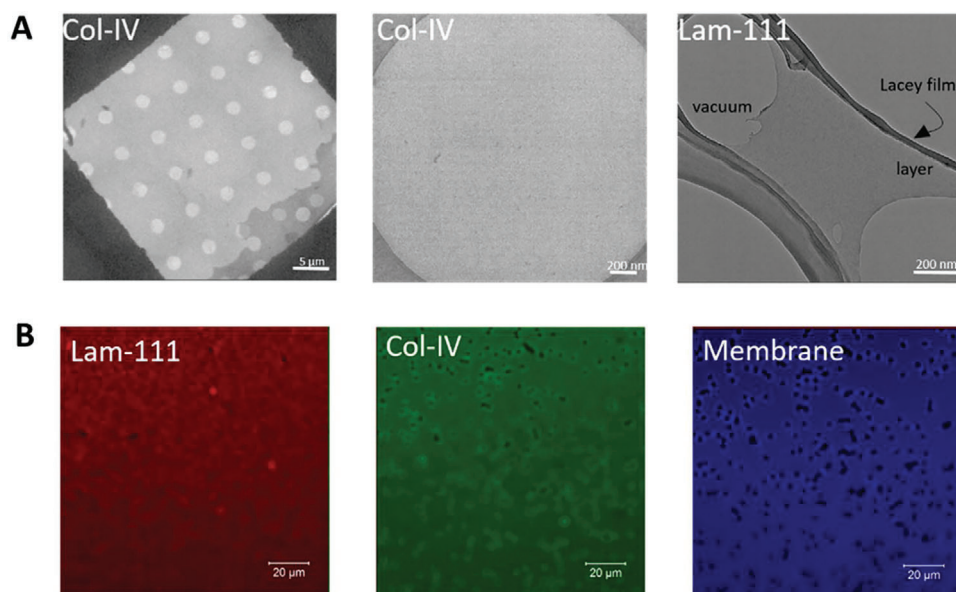 A
Col-IV
5 µm
Col-IV
200 nm
Lam-111
Lacey film
vacuum
layer
200 nm
B
Lam-111
20 µm
Col-IV
20 µm
Membrane
20 µm